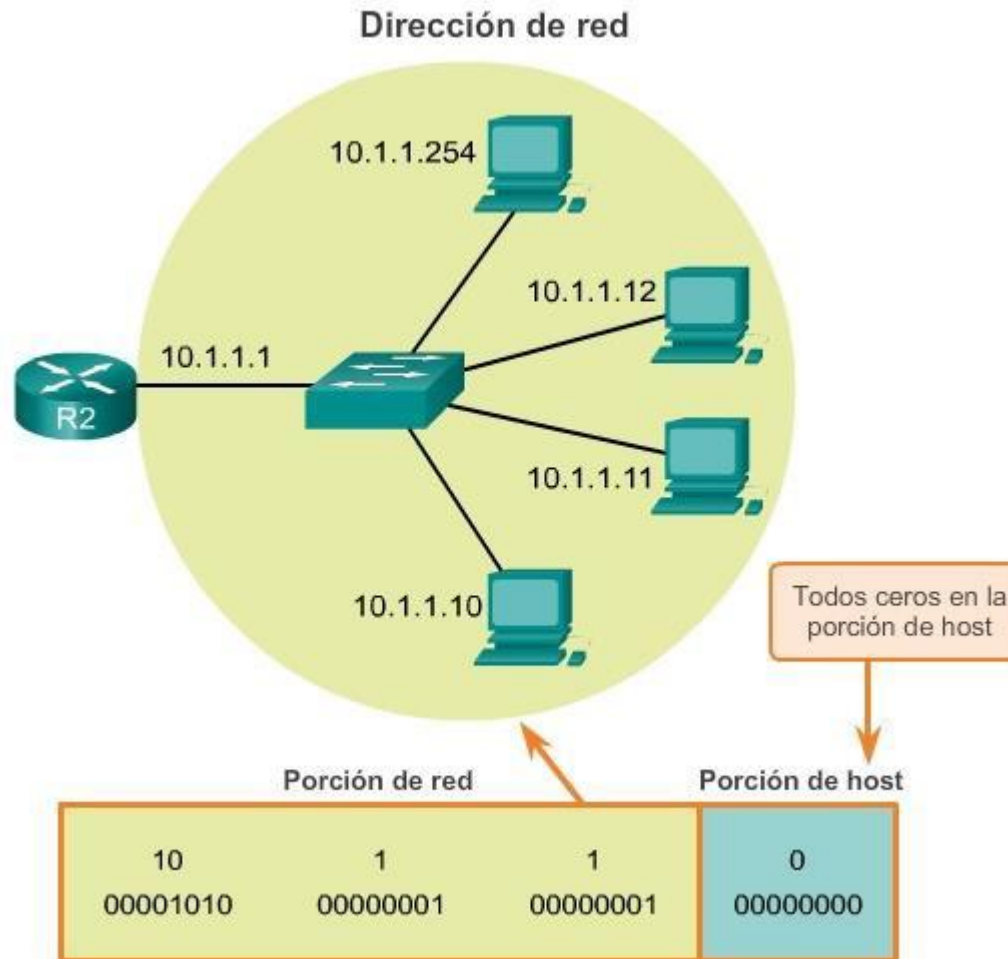 Dirección de red
10.1.1.254
10.1.1.12
10.1.1.1
R2
10.1.1.11
10.1.1.10
Todos ceros en la
porción de host
Porción de red
Porción de host
10 1 1 0
00001010 00000001 00000001 00000000